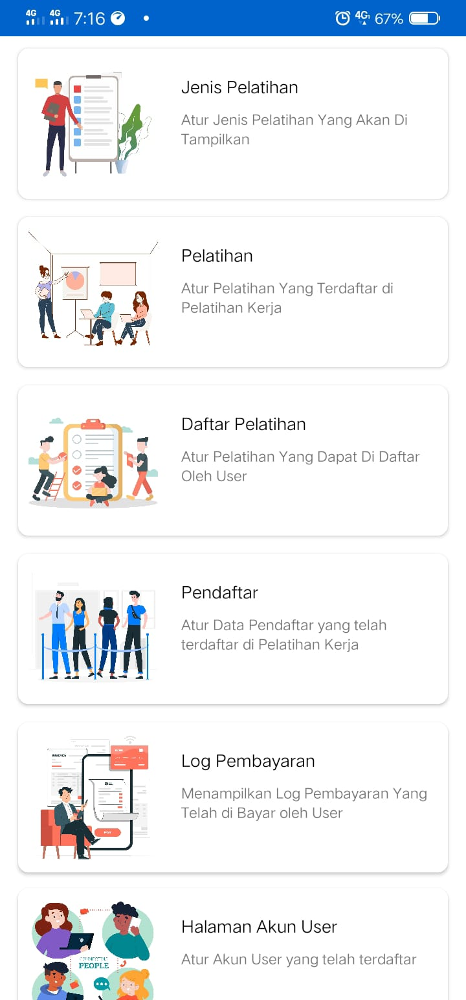 4G 4G 7:16 4G 67%
Jenis Pelatihan
Atur Jenis Pelatihan Yang Akan Di
Tampilkan
Pelatihan
Atur Pelatihan Yang Terdaftar di
Pelatihan Kerja
Daftar Pelatihan
Atur Pelatihan Yang Dapat Di Daftar
Oleh User
Pendaftar
Atur Data Pendaftar yang telah
terdaftar di Pelatihan Kerja
INVOICE
BANK
BILL
PAY
Log Pembayaran
Menampilkan Log Pembayaran Yang
Telah di Bayar oleh User
CONNECTING
PEOPLE
Halaman Akun User
Atur Akun User yang telah terdaftar